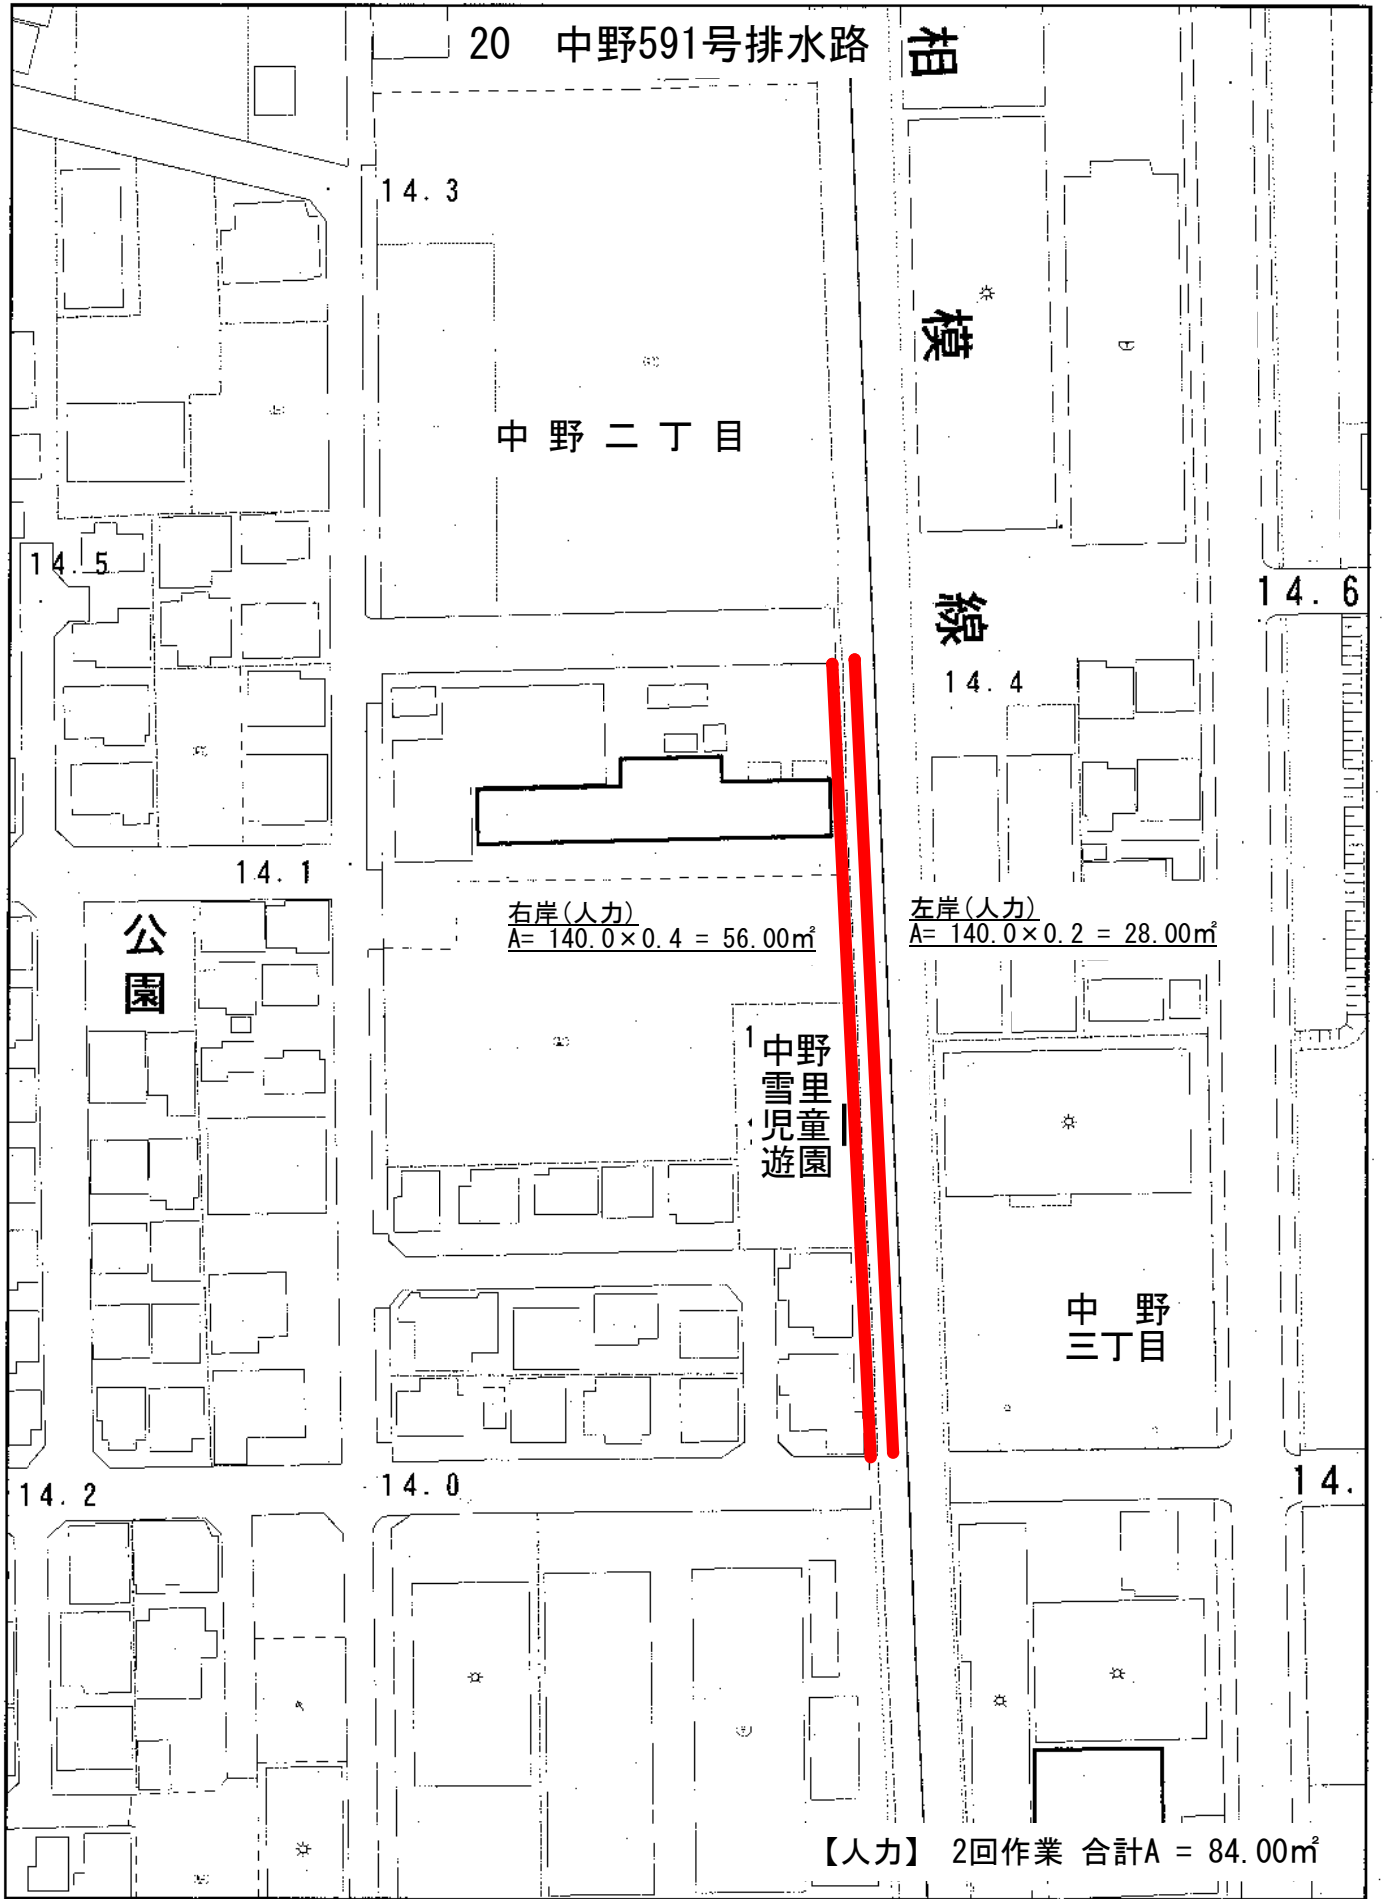 20　中野591号排水路
相模線
14.3
中野二丁目
14.5
14.6
14.4
14.1
公園
右岸(人力)
A= 140.0×0.4 = 56.00㎡
左岸(人力)
A= 140.0×0.2 = 28.00㎡
1
中野
雪里
児童
遊園
中　野
三丁目
14.2
14.0
14.
【人力】　2回作業 合計A = 84.00㎡